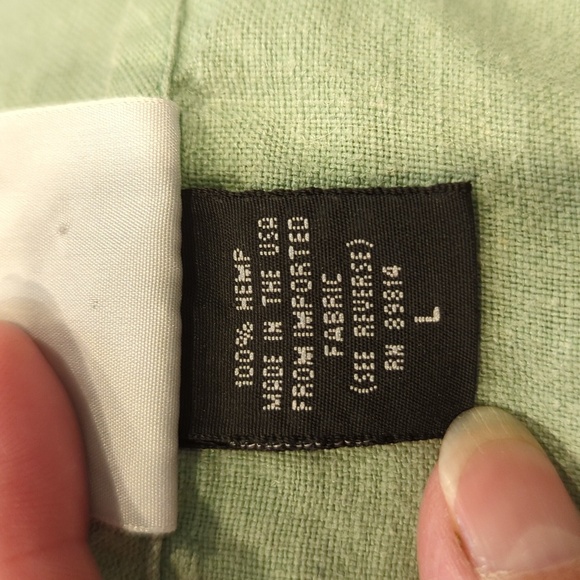 100% HEMP
MADE IN THE USA
FROM IMPORTED
FABRIC
(SEE REVERSE)
RN 89814
L